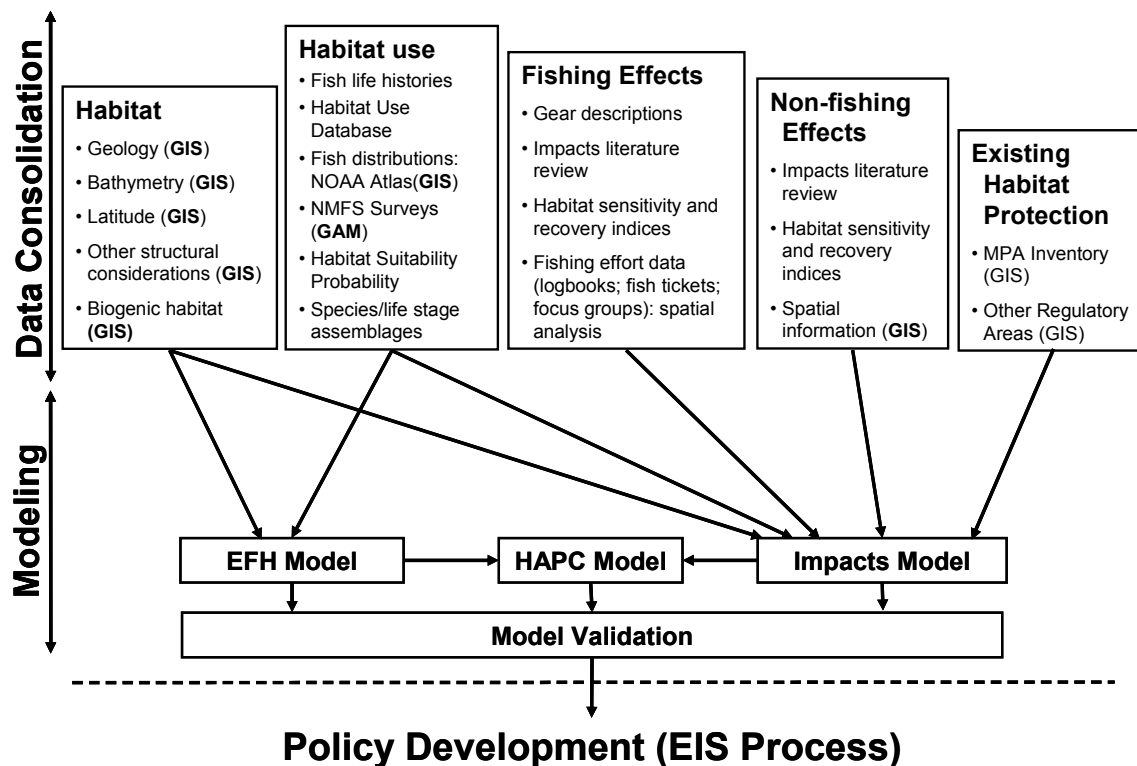 Data Consolidation
Habitat
• Geology (GIS)
• Bathymetry (GIS)
• Latitude (GIS)
• Other structural
considerations (GIS)
• Biogenic habitat
(GIS)
Habitat use
• Fish life histories
• Habitat Use
Database
• Fish distributions:
NOAA Atlas(GIS)
• NMFS Surveys
(GAM)
• Habitat Suitability
Probability
• Species/life stage
assemblages
Fishing Effects
• Gear descriptions
• Impacts literature
review
• Habitat sensitivity and
recovery indices
• Fishing effort data
(logbooks; fish tickets;
focus groups): spatial
analysis
Non-fishing
Effects
• Impacts literature
review
• Habitat sensitivity
and recovery
indices
• Spatial
information (GIS)
Existing
Habitat
Protection
• MPA Inventory
(GIS)
• Other Regulatory
Areas (GIS)
Modeling
EFH Model
HAPC Model
Impacts Model
Model Validation
Policy Development (EIS Process)